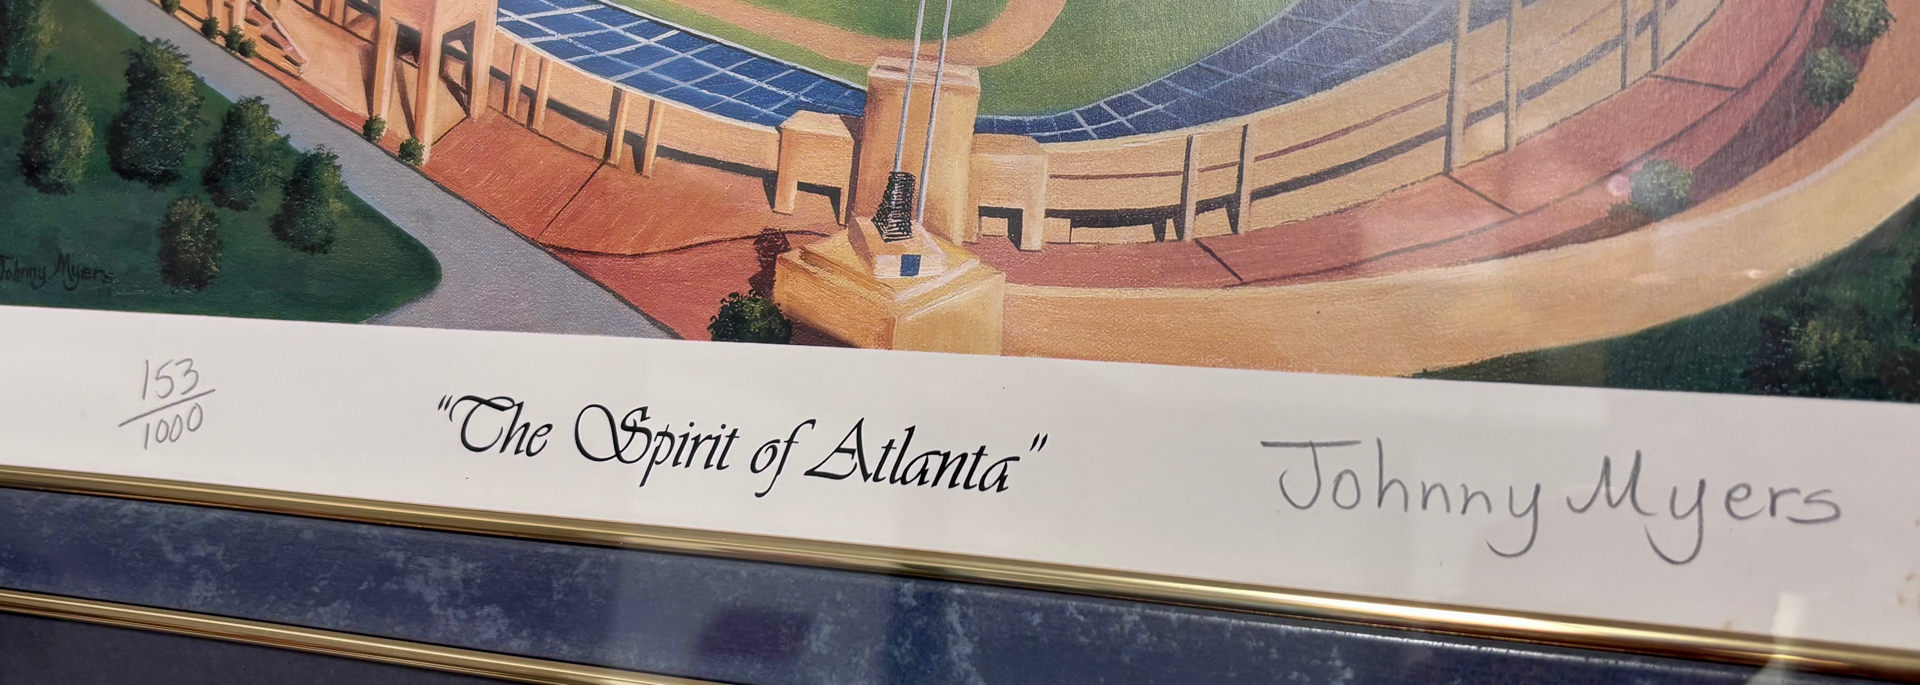 Johnny Myers
153
1000
"The Spirit of Atlanta"
Johnny Myers